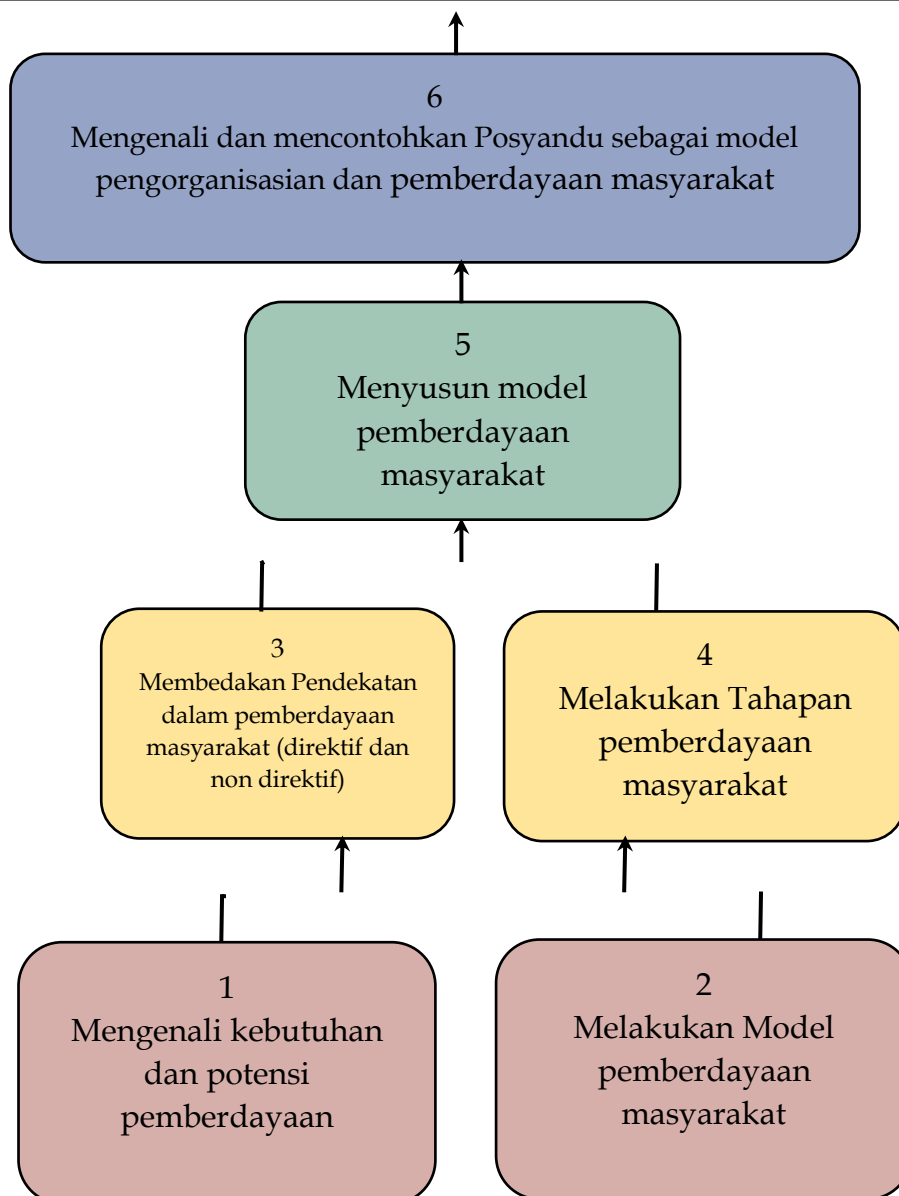 6
Mengenali dan mencontohkan Posyandu sebagai model
pengorganisasian dan pemberdayaan masyarakat
5
Menyusun model
pemberdayaan
masyarakat
3
Membedakan Pendekatan
dalam pemberdayaan
masyarakat (direktif dan
non direktif)
4
Melakukan Tahapan
pemberdayaan
masyarakat
1
Mengenali kebutuhan
dan potensi
pemberdayaan
2
Melakukan Model
pemberdayaan
masyarakat